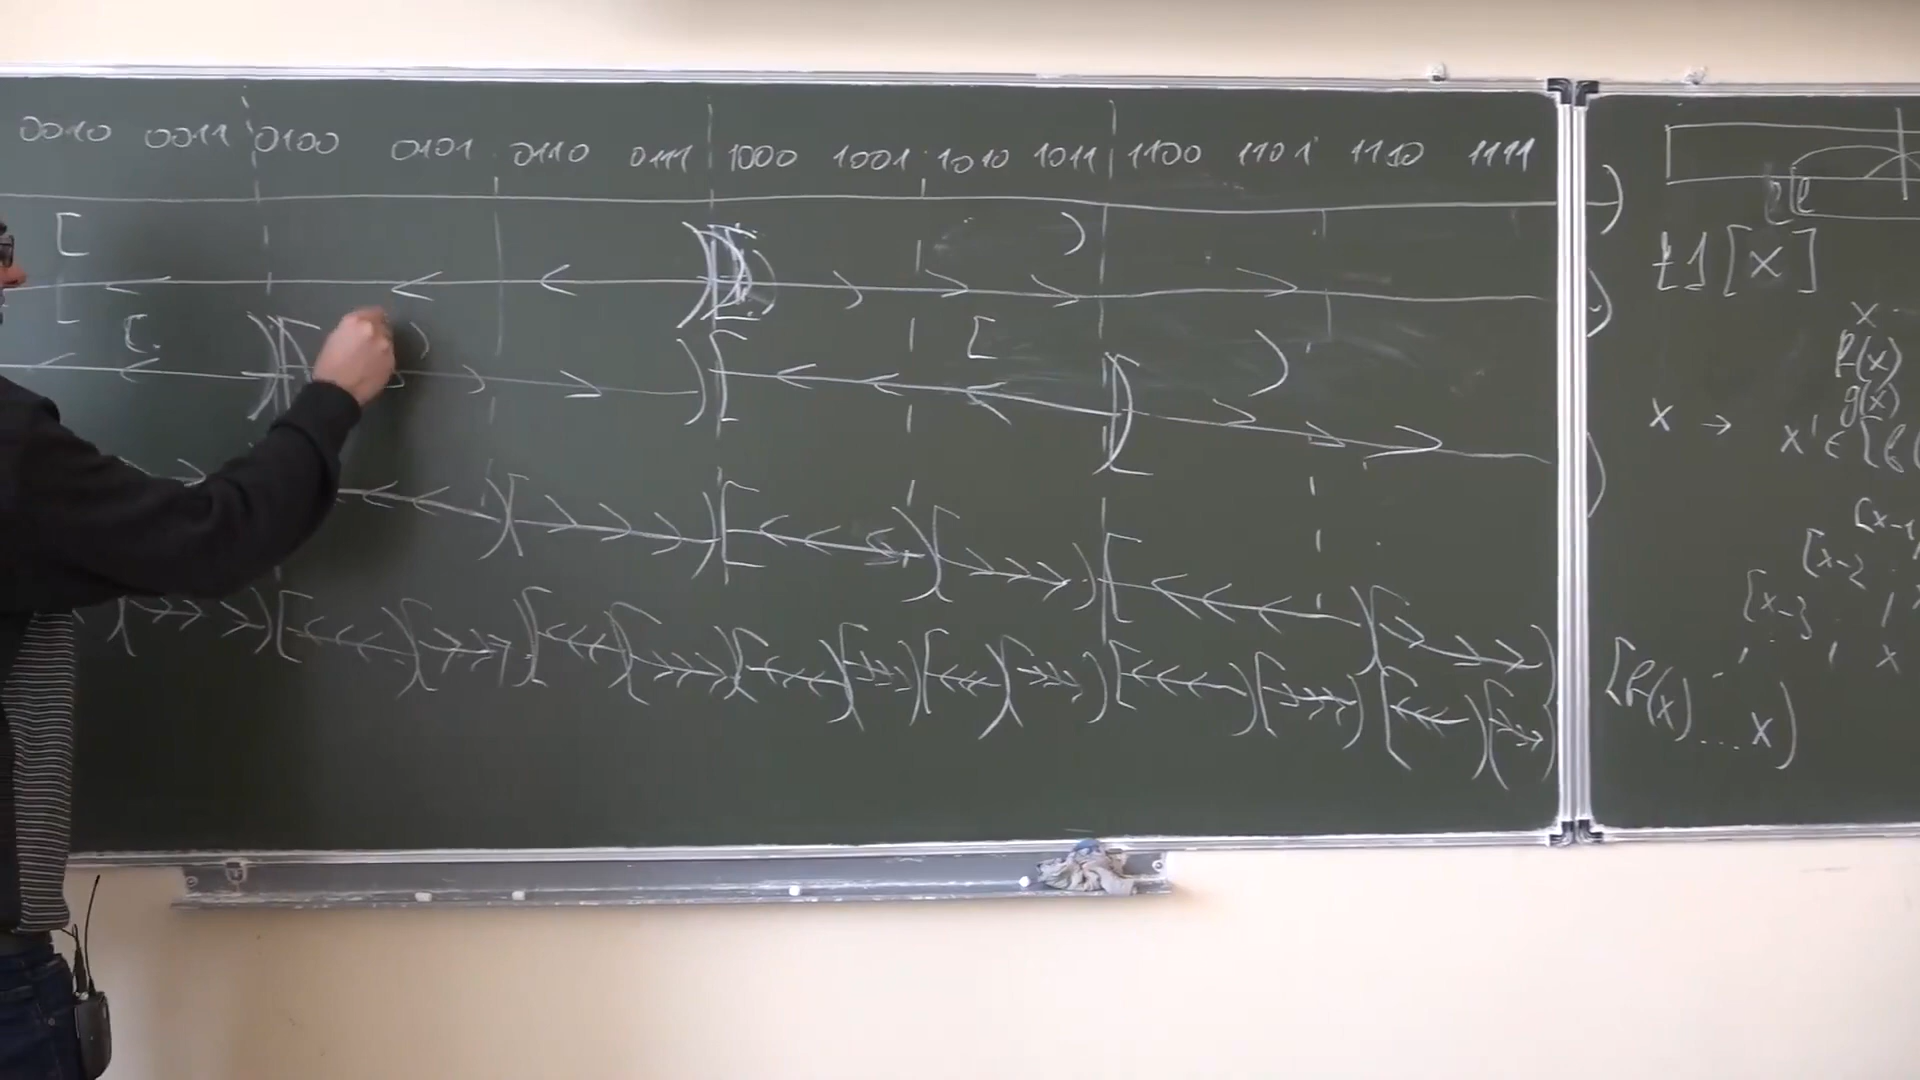 0010 0011 0100 0101 0110 0111 1000 1001 1010 1011 1100 1101 1110 1111
t1[x]
x
f(x)
g(x)
x → x' ∈ [
[x-1
[x-2
[x-3
x
[f(x) ... x)